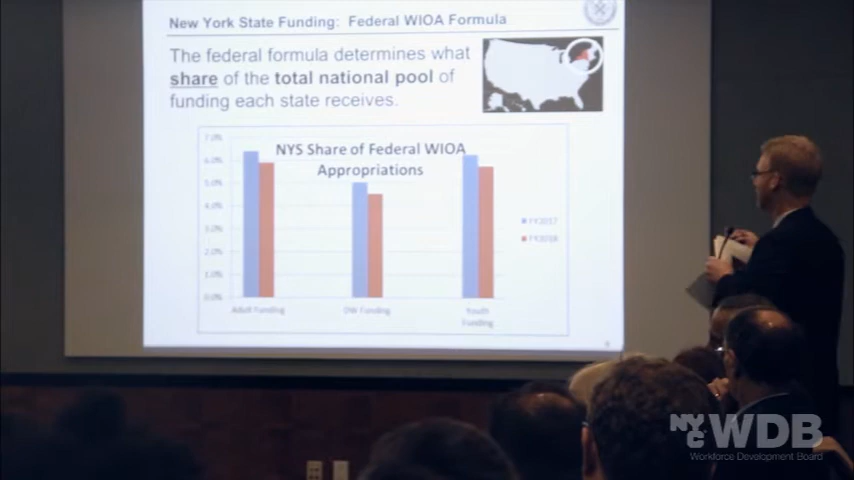 New York State Funding: Federal WIOA Formula
The federal formula determines what
share of the total national pool of
funding each state receives.
NYS Share of Federal WIOA
Appropriations
7.0%
6.0%
5.0%
4.0%
3.0%
2.0%
1.0%
0.0%
FY2017
FY2018
Adult Funding
DW Funding
Youth
Funding
NYC WDB
Workforce Development Board